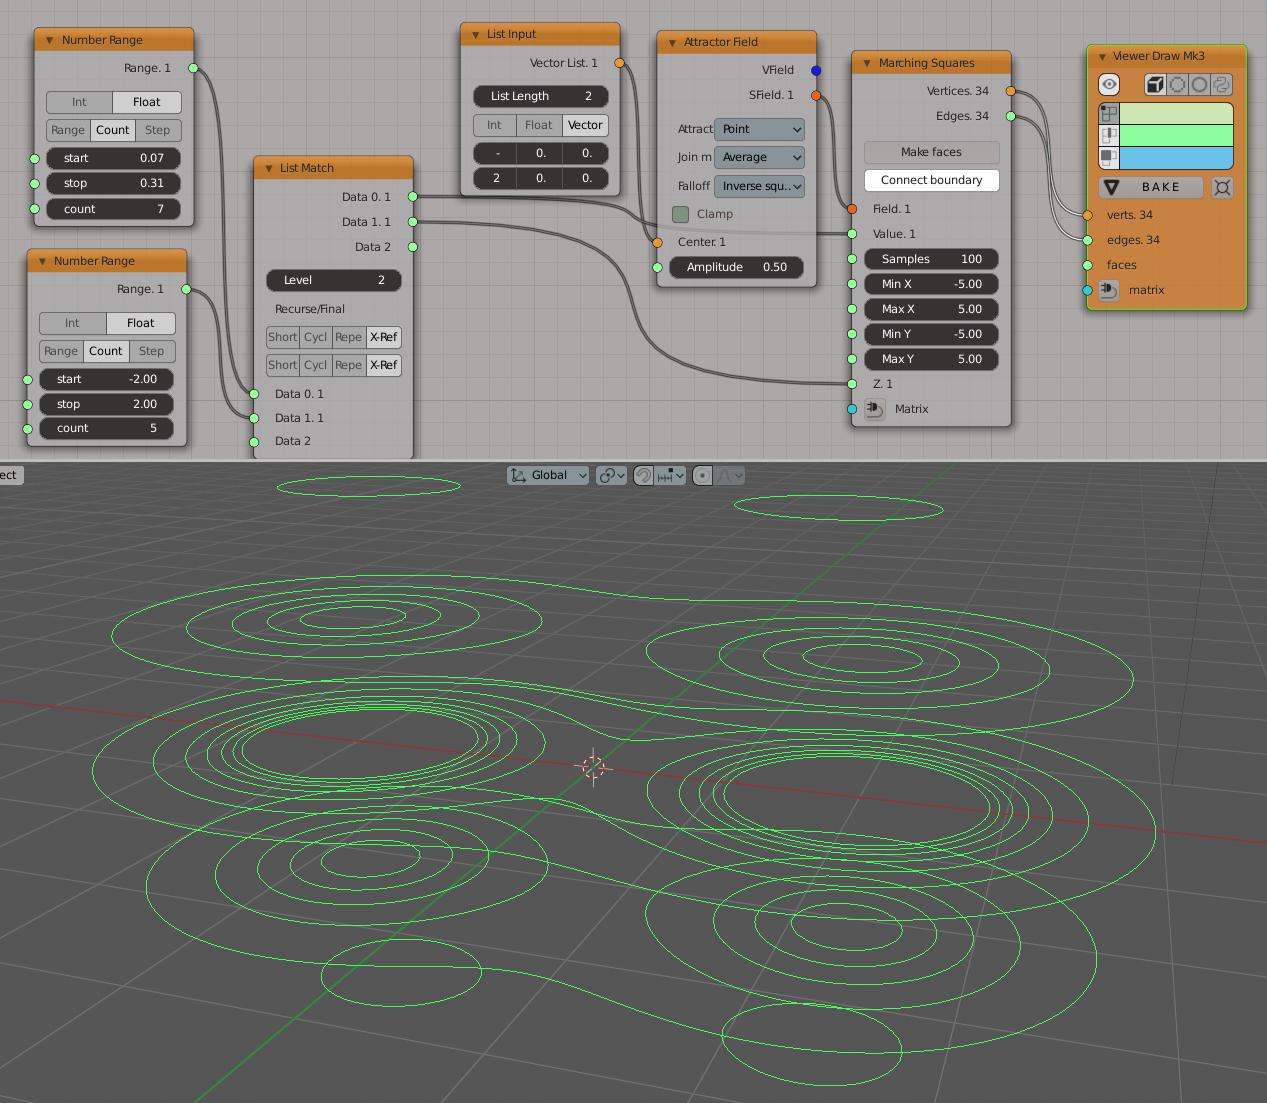 Number Range
Range. 1
Int Float
Range Count Step
start 0.07
stop 0.31
count 7
Number Range
Range. 1
Int Float
Range Count Step
start -2.00
stop 2.00
count 5
List Match
Data 0. 1
Data 1. 1
Data 2
Level 2
Recurse/Final
Short Cycl Repe X-Ref
Short Cycl Repe X-Ref
Data 0. 1
Data 1. 1
Data 2
List Input
Vector List. 1
List Length 2
Int Float Vector
- 0. 0.
2 0. 0.
Attractor Field
VField
SField. 1
Attract Point
Join m Average
Falloff Inverse squ..
Clamp
Center. 1
Amplitude 0.50
Marching Squares
Vertices. 34
Edges. 34
Make faces
Connect boundary
Field. 1
Value. 1
Samples 100
Min X -5.00
Max X 5.00
Min Y -5.00
Max Y 5.00
Z. 1
Matrix
Viewer Draw Mk3
BAKE
verts. 34
edges. 34
faces
matrix
ect
Global